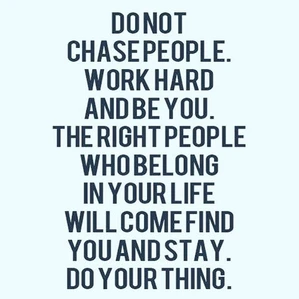 DO NOT
CHASE PEOPLE.
WORK HARD
AND BE YOU.
THE RIGHT PEOPLE
WHO BELONG
IN YOUR LIFE
WILL COME FIND
YOU AND STAY.
DO YOUR THING.